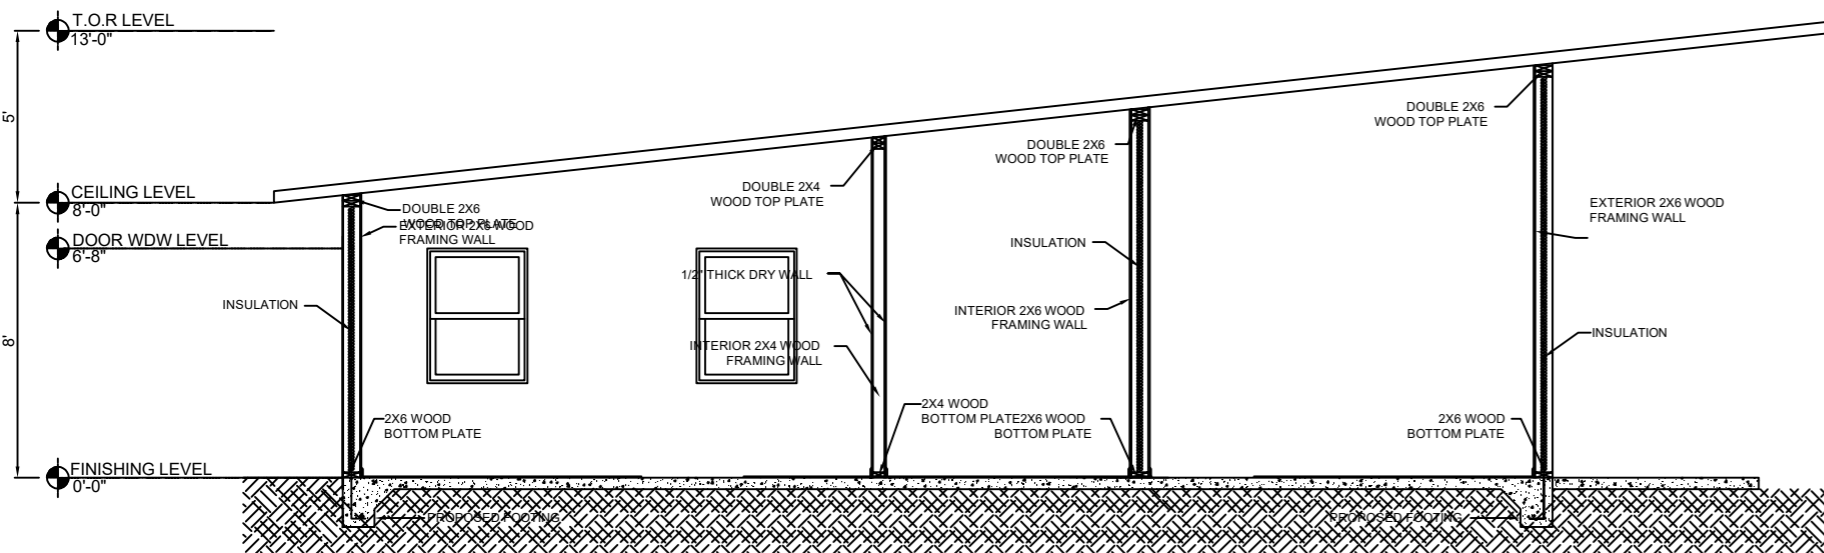 T.O.R LEVEL
13'-0"
5'
CEILING LEVEL
8'-0"
DOOR WDW LEVEL
6'-8"
8'
FINISHING LEVEL
0'-0"
INSULATION
DOUBLE 2X6
WOOD TOP PLATE
EXTERIOR 2X6 WOOD
FRAMING WALL
2X6 WOOD
BOTTOM PLATE
PROPOSED FOOTING
DOUBLE 2X4
WOOD TOP PLATE
1/2" THICK DRY WALL
INTERIOR 2X4 WOOD
FRAMING WALL
2X4 WOOD
BOTTOM PLATE
DOUBLE 2X6
WOOD TOP PLATE
INSULATION
INTERIOR 2X6 WOOD
FRAMING WALL
2X6 WOOD
BOTTOM PLATE
DOUBLE 2X6
WOOD TOP PLATE
EXTERIOR 2X6 WOOD
FRAMING WALL
INSULATION
2X6 WOOD
BOTTOM PLATE
PROPOSED FOOTING